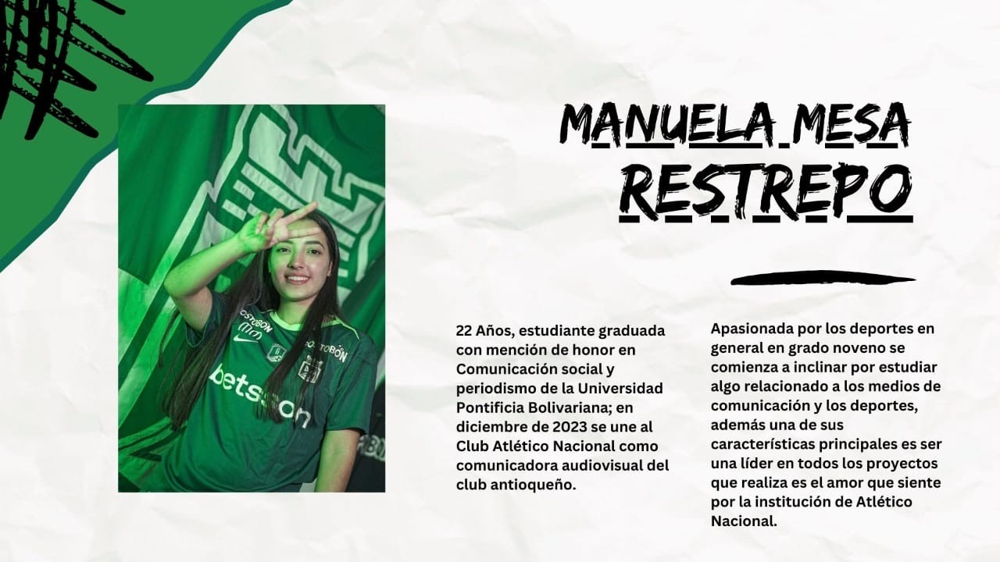 MANUELA MESA
RESTREPO
22 Años, estudiante graduada
con mención de honor en
Comunicación social y
periodismo de la Universidad
Pontificia Bolivariana; en
diciembre de 2023 se une al
Club Atlético Nacional como
comunicadora audiovisual del
club antioqueño.
Apasionada por los deportes en
general en grado noveno se
comienza a inclinar por estudiar
algo relacionado a los medios de
comunicación y los deportes,
además una de sus
características principales es ser
una líder en todos los proyectos
que realiza es el amor que siente
por la institución de Atlético
Nacional.
OSTOBÓN
POSTOBÓN
betsson